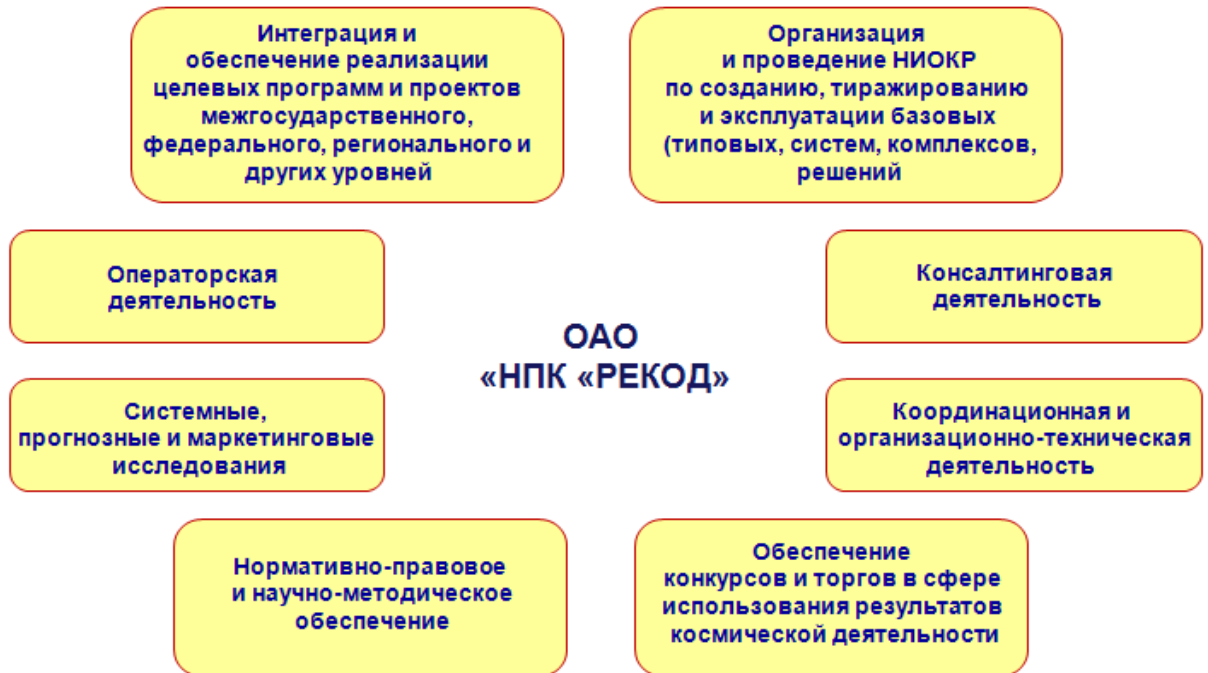 Интеграция и
обеспечение реализации
целевых программ и проектов
межгосударственного,
федерального, регионального и
других уровней
Организация
и проведение НИОКР
по созданию, тиражированию
и эксплуатации базовых
(типовых, систем, комплексов,
решений
Операторская
деятельность
Консалтинговая
деятельность
ОАО
«НПК «РЕКОД»
Системные,
прогнозные и маркетинговые
исследования
Координационная и
организационно-техническая
деятельность
Нормативно-правовое
и научно-методическое
обеспечение
Обеспечение
конкурсов и торгов в сфере
использования результатов
космической деятельности